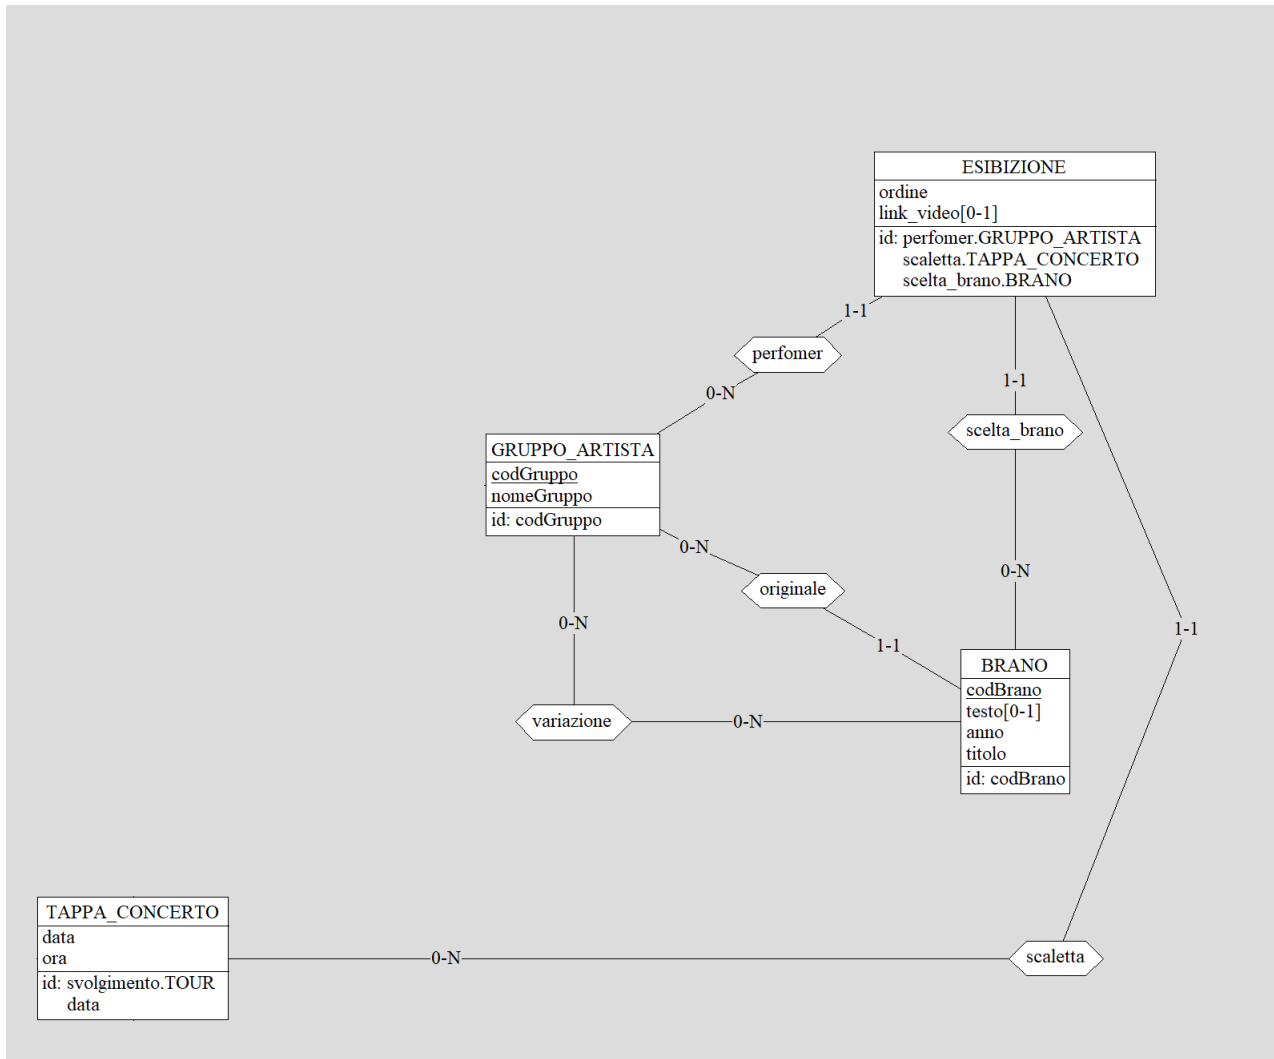 ESIBIZIONE
ordine
link_video[0-1]
id: perfomer.GRUPPO_ARTISTA
scaletta.TAPPA_CONCERTO
scelta_brano.BRANO
1-1
perfomer
0-N
1-1
scelta_brano
GRUPPO_ARTISTA
codGruppo
nomeGruppo
id: codGruppo
0-N
originale
0-N
0-N
1-1
1-1
BRANO
codBrano
testo[0-1]
anno
titolo
id: codBrano
variazione
0-N
TAPPA_CONCERTO
data
ora
id: svolgimento.TOUR
data
0-N
scaletta